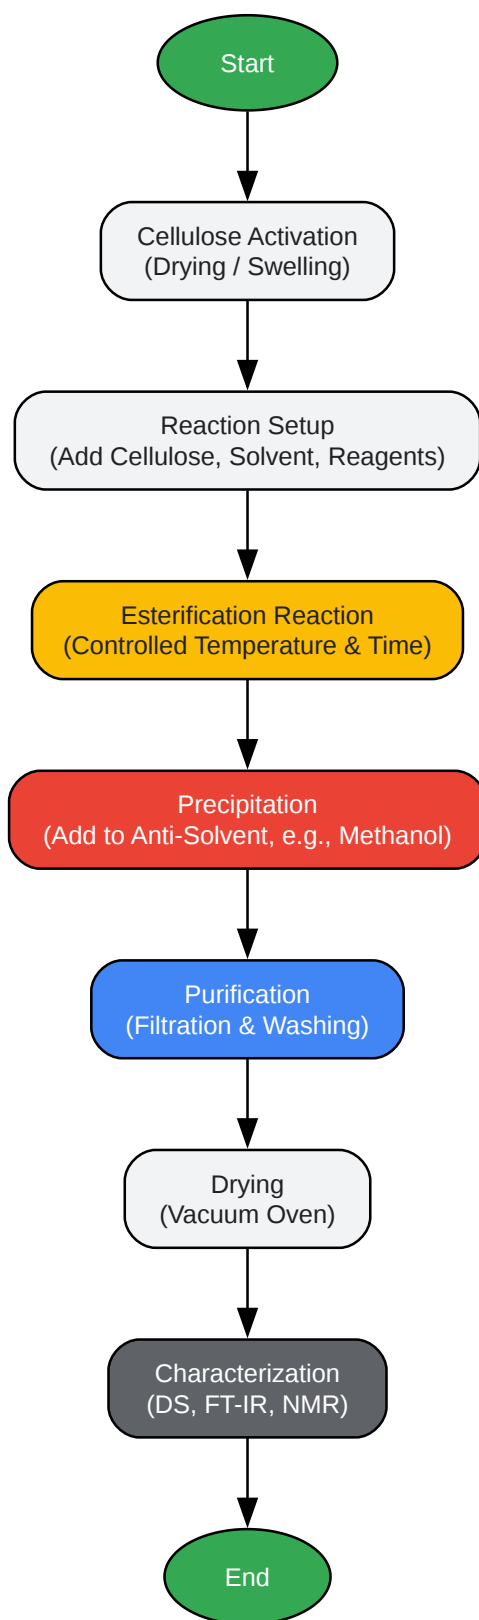 Start
Cellulose Activation
(Drying / Swelling)
Reaction Setup
(Add Cellulose, Solvent, Reagents)
Esterification Reaction
(Controlled Temperature & Time)
Precipitation
(Add to Anti-Solvent, e.g., Methanol)
Purification
(Filtration & Washing)
Drying
(Vacuum Oven)
Characterization
(DS, FT-IR, NMR)
End